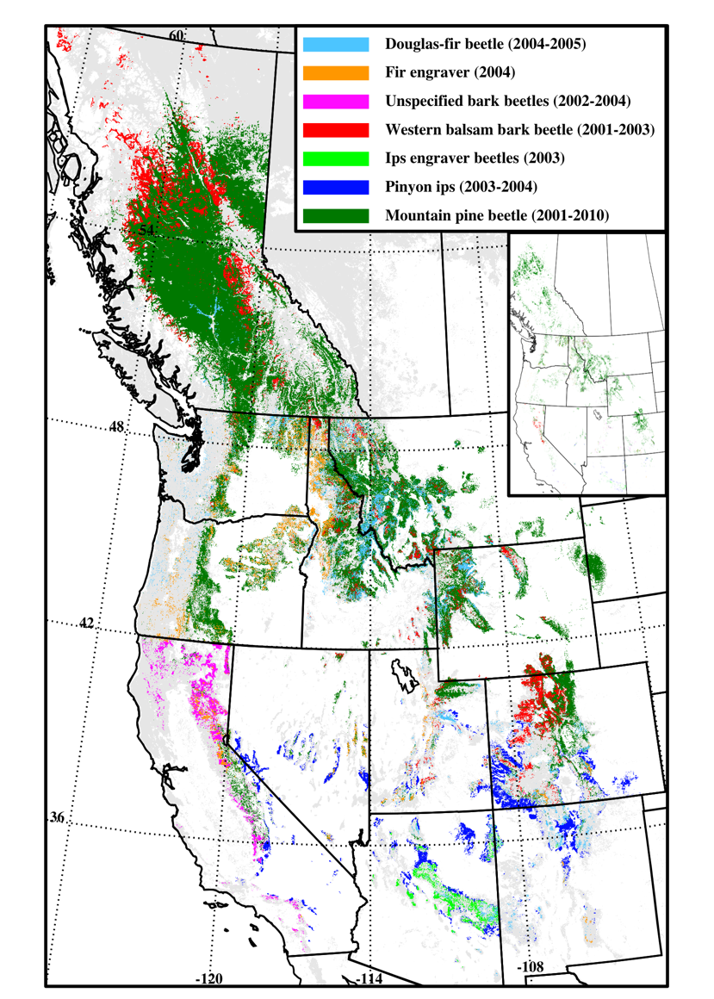 60
Douglas-fir beetle (2004-2005)
Fir engraver (2004)
Unspecified bark beetles (2002-2004)
Western balsam bark beetle (2001-2003)
Ips engraver beetles (2003)
Pinyon ips (2003-2004)
Mountain pine beetle (2001-2010)
54
48
42
36
-120
-114
-108